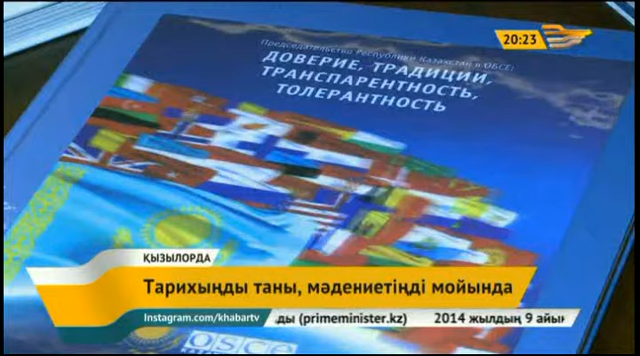 20:23
Председательство Республики Казахстан в ОБСЕ:
ДОВЕРИЕ, ТРАДИЦИИ,
ТРАНСПАРЕНТНОСТЬ,
ТОЛЕРАНТНОСТЬ
ҚЫЗЫЛОРДА
Тарихыңды таны, мәдениетіңді мойында
Instagram.com/khabartv
ды (primeminister.kz) 2014 жылдың 9 айын
OSCE